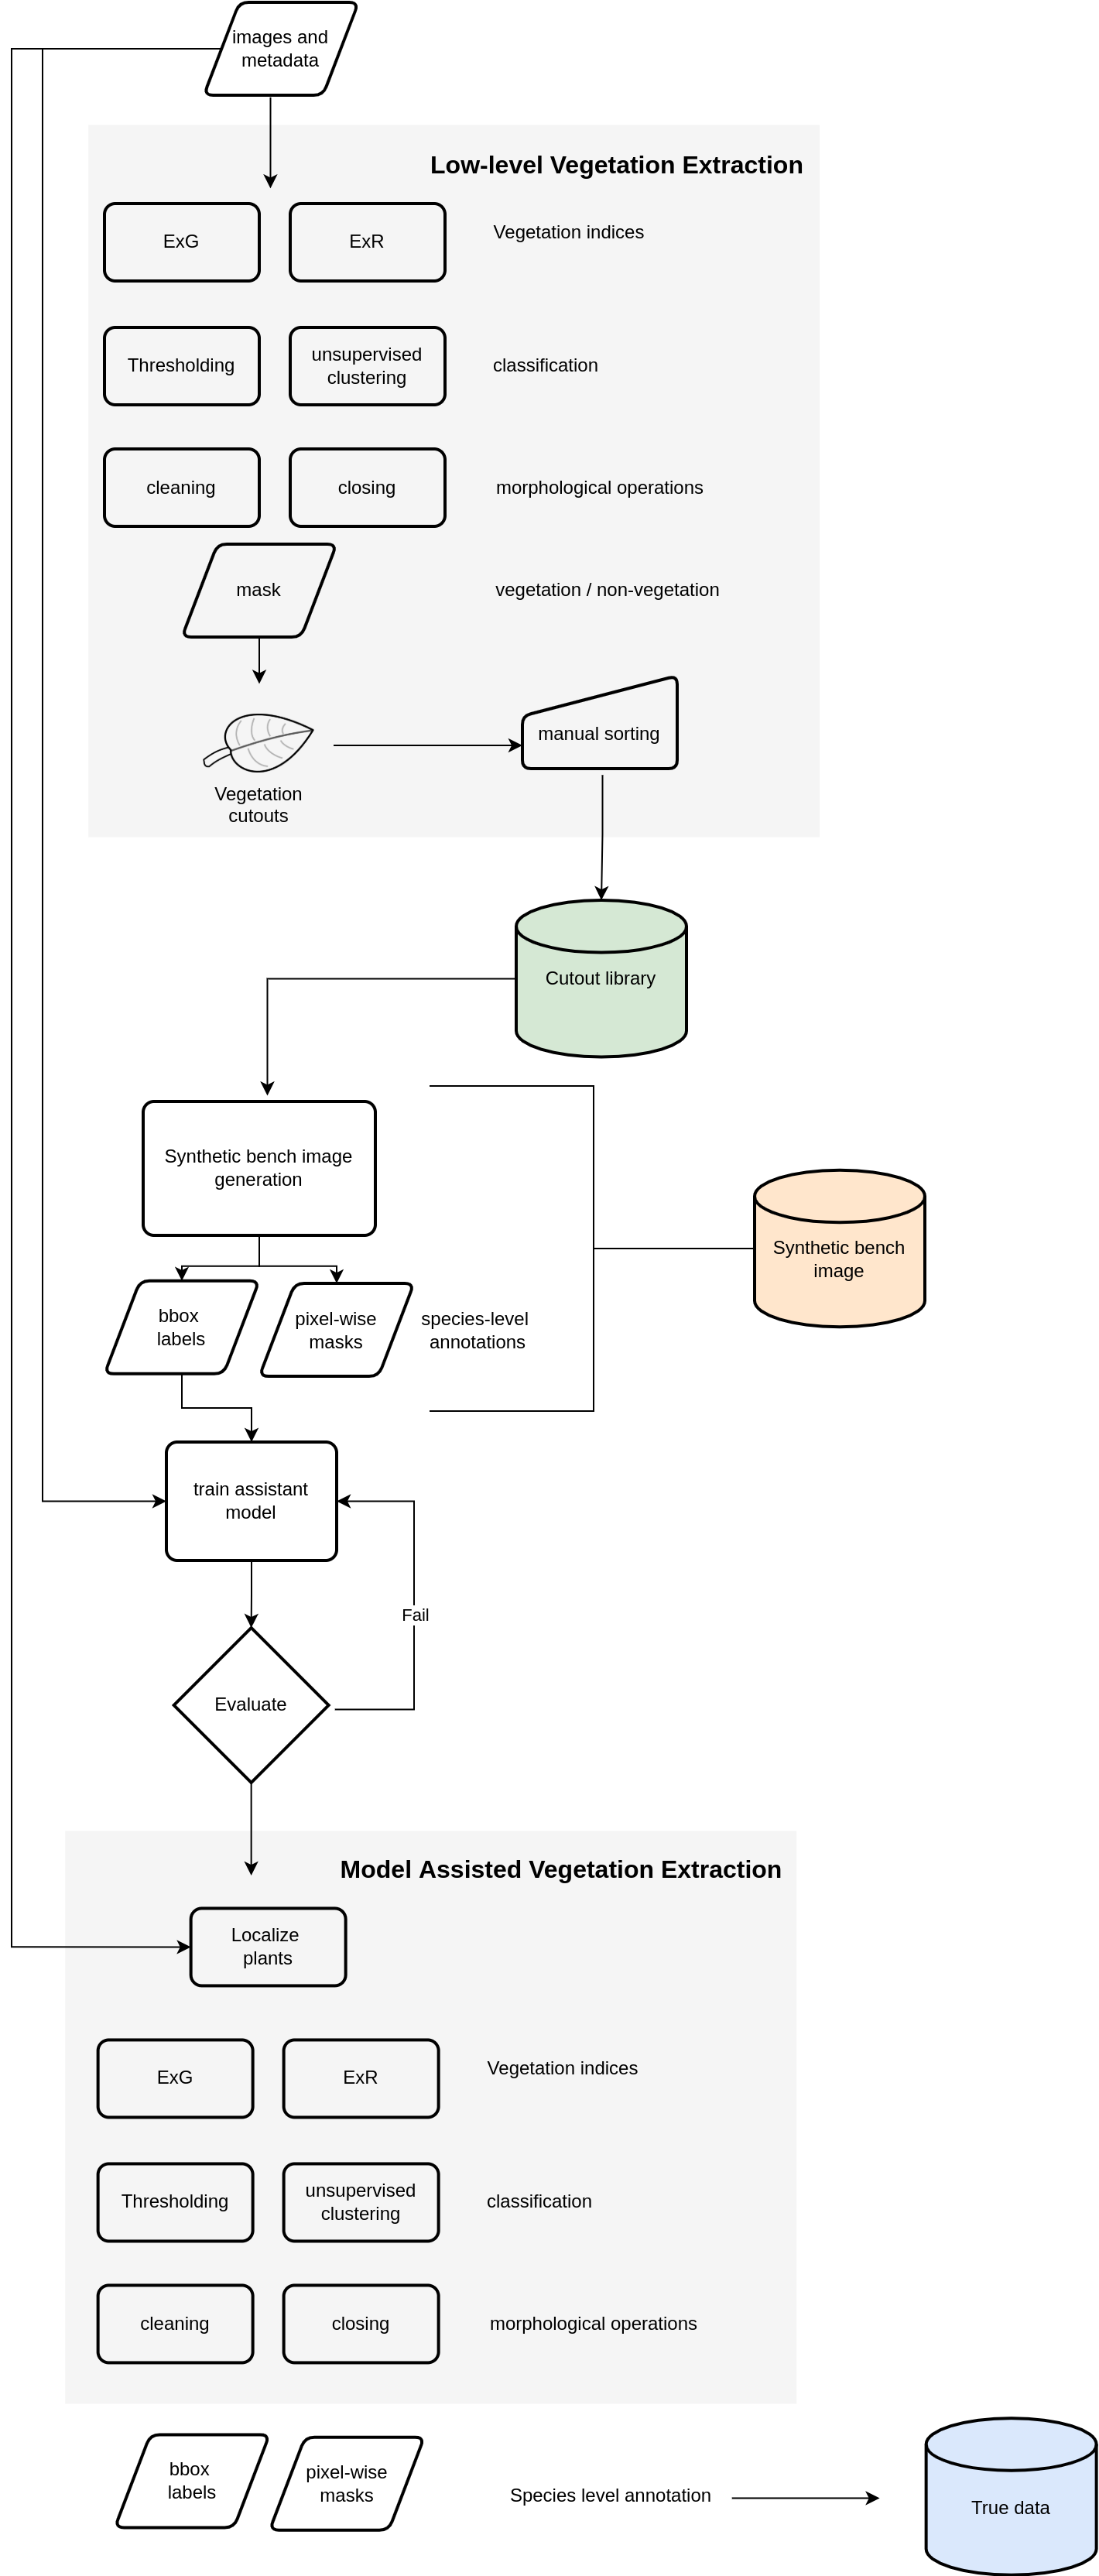 images and
metadata
Low-level Vegetation Extraction
ExG
ExR
Vegetation indices
Thresholding
unsupervised
clustering
classification
cleaning
closing
morphological operations
mask
vegetation / non-vegetation
manual sorting
Vegetation
cutouts
Cutout library
Synthetic bench image
generation
Synthetic bench
image
bbox
labels
pixel-wise
masks
species-level
annotations
train assistant
model
Fail
Evaluate
Model Assisted Vegetation Extraction
Localize
plants
ExG
ExR
Vegetation indices
Thresholding
unsupervised
clustering
classification
cleaning
closing
morphological operations
bbox
labels
pixel-wise
masks
Species level annotation
True data